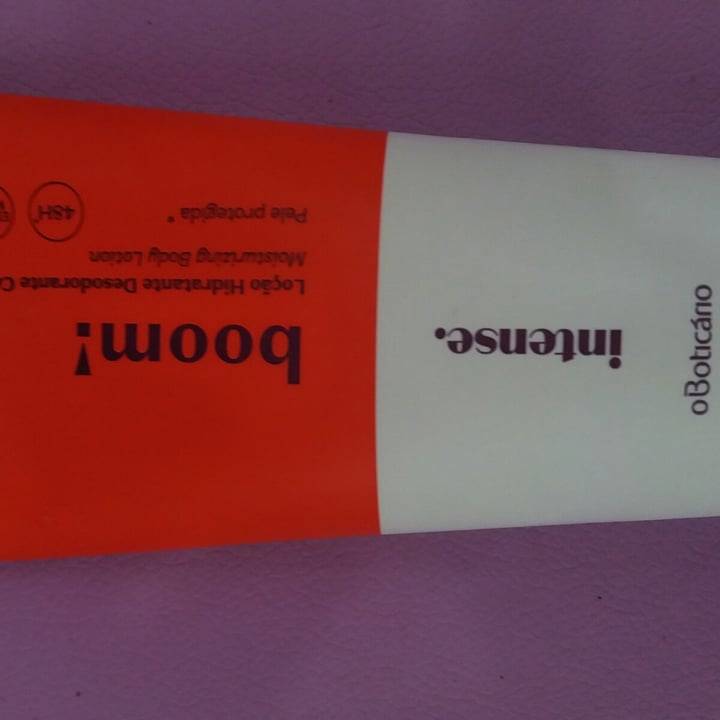 oBoticário
intense.
boom!
Loção Hidratante Desodorante
Moisturizing Body Lotion
Pele protegida*
48H*